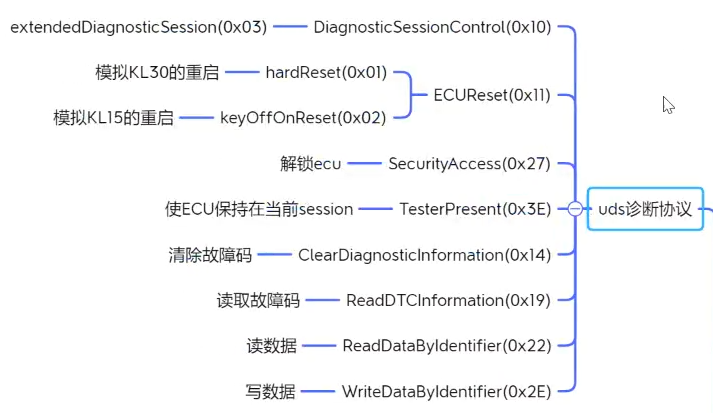 extendedDiagnosticSession(0x03) DiagnosticSessionControl(0x10)
模拟KL30的重启 hardReset(0x01)
ECUReset(0x11)
模拟KL15的重启 keyOffOnReset(0x02)
解锁ecu SecurityAccess(0x27)
使ECU保持在当前session TesterPresent(0x3E)
uds诊断协议
清除故障码 ClearDiagnosticInformation(0x14)
读取故障码 ReadDTCInformation(0x19)
读数据 ReadDataByIdentifier(0x22)
写数据 WriteDataByIdentifier(0x2E)